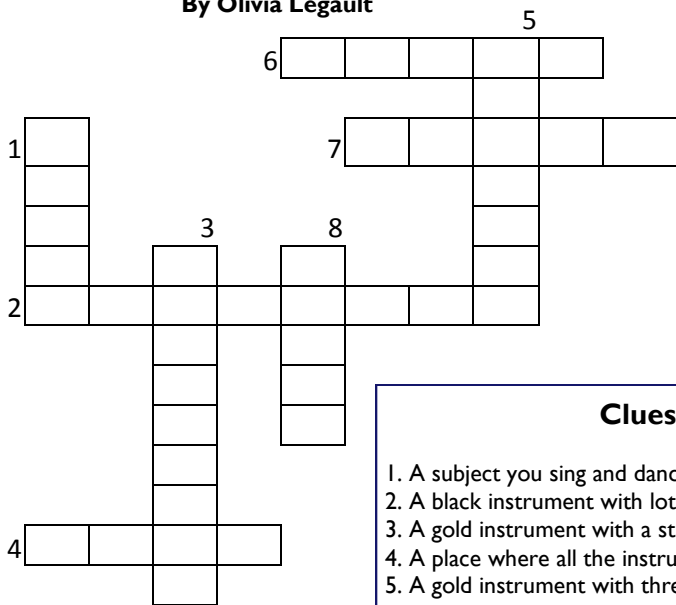 By Olivia Legault
5
6
1
7
3
8
2
4
Clues
1. A subject you sing and danc
2. A black instrument with lot
3. A gold instrument with a st
4. A place where all the instru
5. A gold instrument with thre